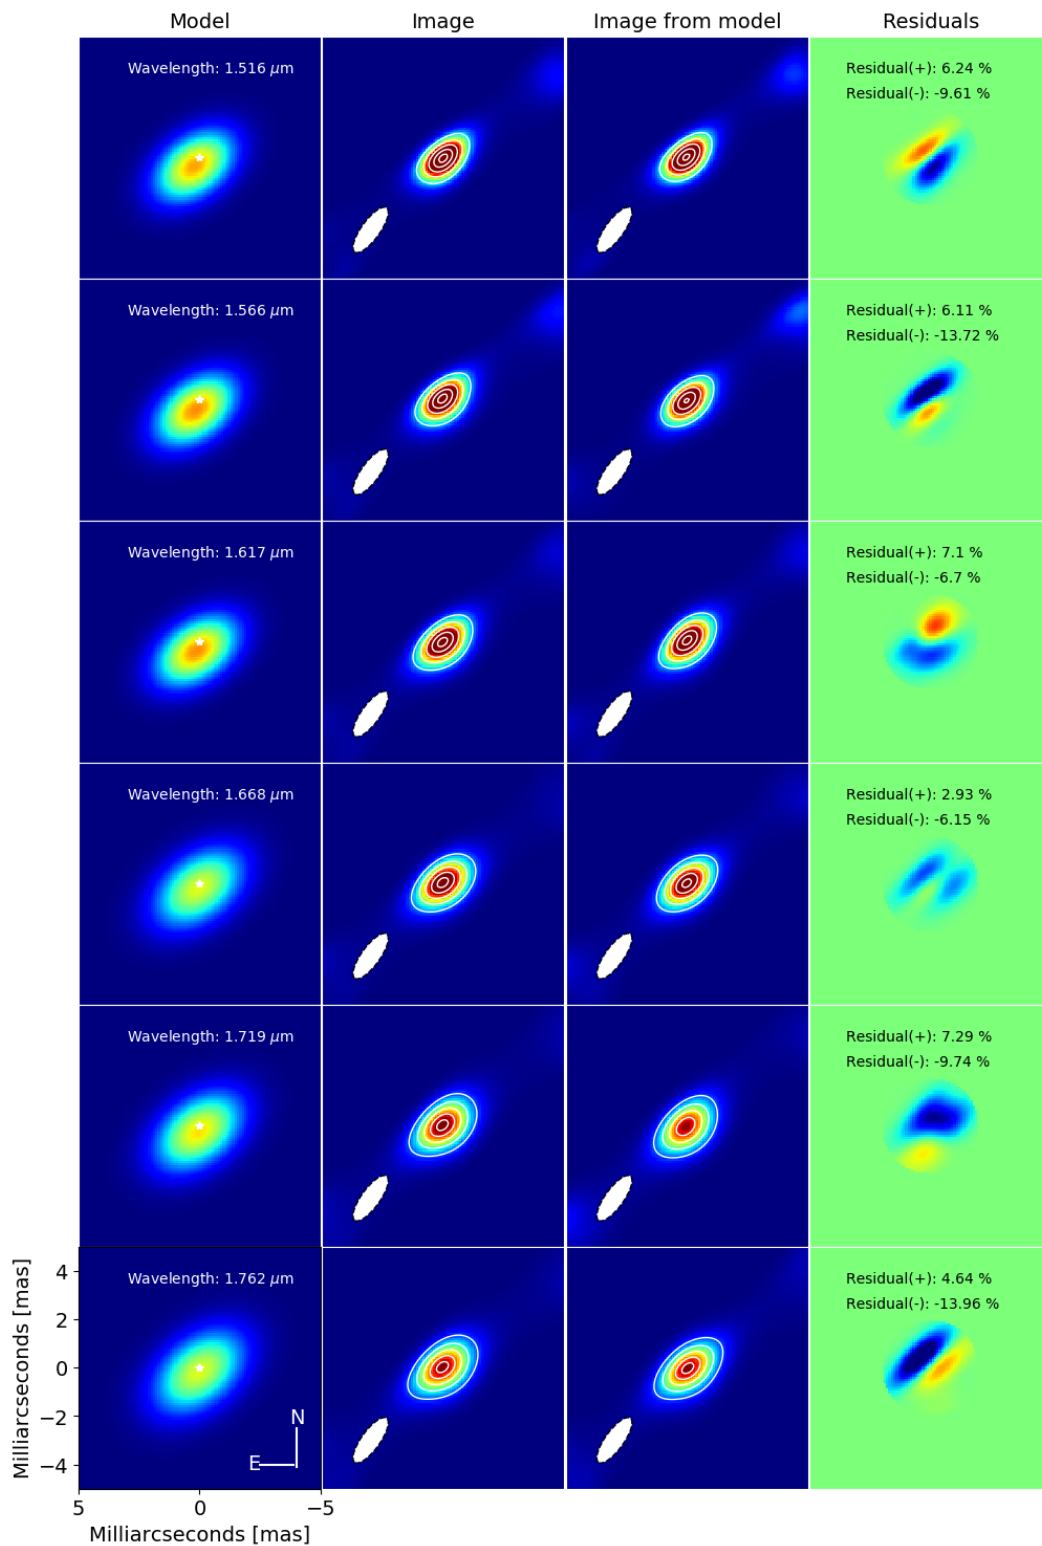 Model Image Image from model Residuals
Wavelength: 1.516 μm
Residual(+): 6.24 %
Residual(-): -9.61 %
Wavelength: 1.566 μm
Residual(+): 6.11 %
Residual(-): -13.72 %
Wavelength: 1.617 μm
Residual(+): 7.1 %
Residual(-): -6.7 %
Wavelength: 1.668 μm
Residual(+): 2.93 %
Residual(-): -6.15 %
Wavelength: 1.719 μm
Residual(+): 7.29 %
Residual(-): -9.74 %
Wavelength: 1.762 μm
Residual(+): 4.64 %
Residual(-): -13.96 %
Milliarcseconds [mas]
4
2
0
−2
−4
N
E
5 0 −5
Milliarcseconds [mas]